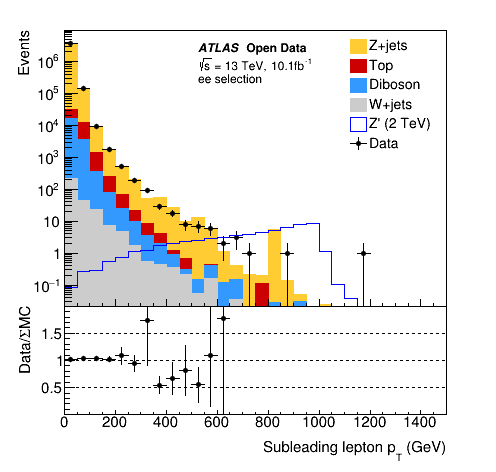 Events
10⁶
10⁵
10⁴
10³
10²
10
1
10⁻¹
ATLAS Open Data
√s = 13 TeV, 10.1fb⁻¹
ee selection
Z+jets
Top
Diboson
W+jets
Z' (2 TeV)
Data
Data/ΣMC
1.5
1
0.5
0 200 400 600 800 1000 1200 1400
Subleading lepton p_T (GeV)